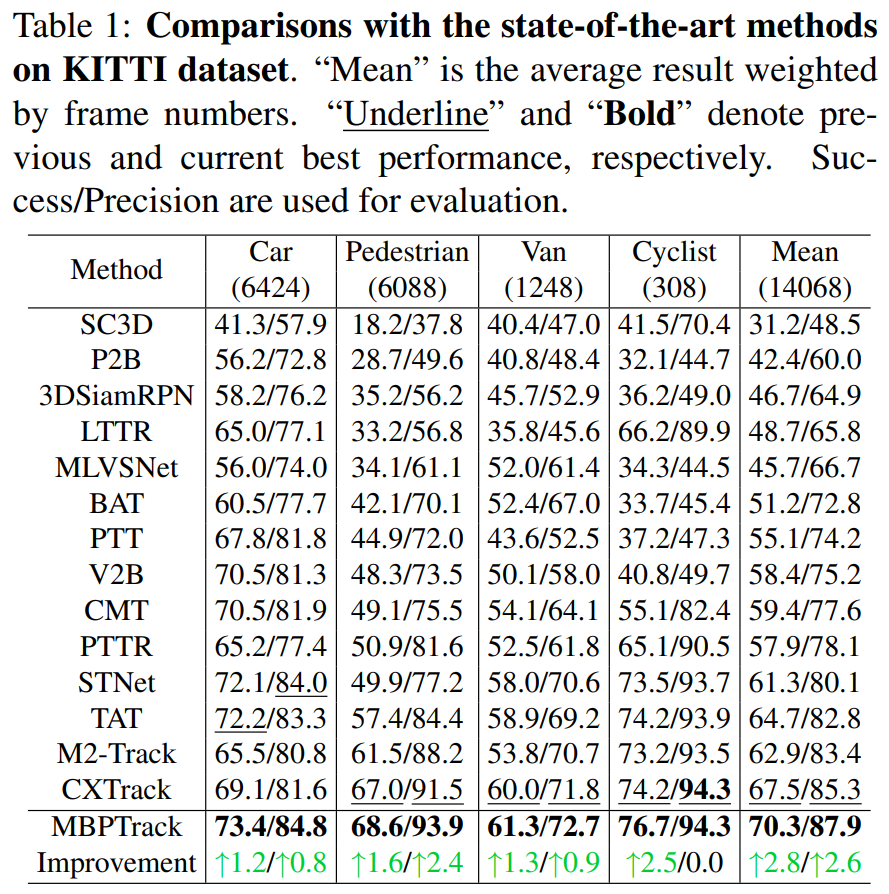 Table 1: Comparisons with the state-of-the-art methods
on KITTI dataset. “Mean” is the average result weighted
by frame numbers. “Underline” and “Bold” denote pre-
vious and current best performance, respectively. Suc-
cess/Precision are used for evaluation.
Method Car Pedestrian Van Cyclist Mean
(6424) (6088) (1248) (308) (14068)
SC3D 41.3/57.9 18.2/37.8 40.4/47.0 41.5/70.4 31.2/48.5
P2B 56.2/72.8 28.7/49.6 40.8/48.4 32.1/44.7 42.4/60.0
3DSiamRPN 58.2/76.2 35.2/56.2 45.7/52.9 36.2/49.0 46.7/64.9
LTTR 65.0/77.1 33.2/56.8 35.8/45.6 66.2/89.9 48.7/65.8
MLVSNet 56.0/74.0 34.1/61.1 52.0/61.4 34.3/44.5 45.7/66.7
BAT 60.5/77.7 42.1/70.1 52.4/67.0 33.7/45.4 51.2/72.8
PTT 67.8/81.8 44.9/72.0 43.6/52.5 37.2/47.3 55.1/74.2
V2B 70.5/81.3 48.3/73.5 50.1/58.0 40.8/49.7 58.4/75.2
CMT 70.5/81.9 49.1/75.5 54.1/64.1 55.1/82.4 59.4/77.6
PTTR 65.2/77.4 50.9/81.6 52.5/61.8 65.1/90.5 57.9/78.1
STNet 72.1/84.0 49.9/77.2 58.0/70.6 73.5/93.7 61.3/80.1
TAT 72.2/83.3 57.4/84.4 58.9/69.2 74.2/93.9 64.7/82.8
M2-Track 65.5/80.8 61.5/88.2 53.8/70.7 73.2/93.5 62.9/83.4
CXTrack 69.1/81.6 67.0/91.5 60.0/71.8 74.2/94.3 67.5/85.3
MBPTrack 73.4/84.8 68.6/93.9 61.3/72.7 76.7/94.3 70.3/87.9
Improvement ↑1.2/↑0.8 ↑1.6/↑2.4 ↑1.3/↑0.9 ↑2.5/0.0 ↑2.8/↑2.6